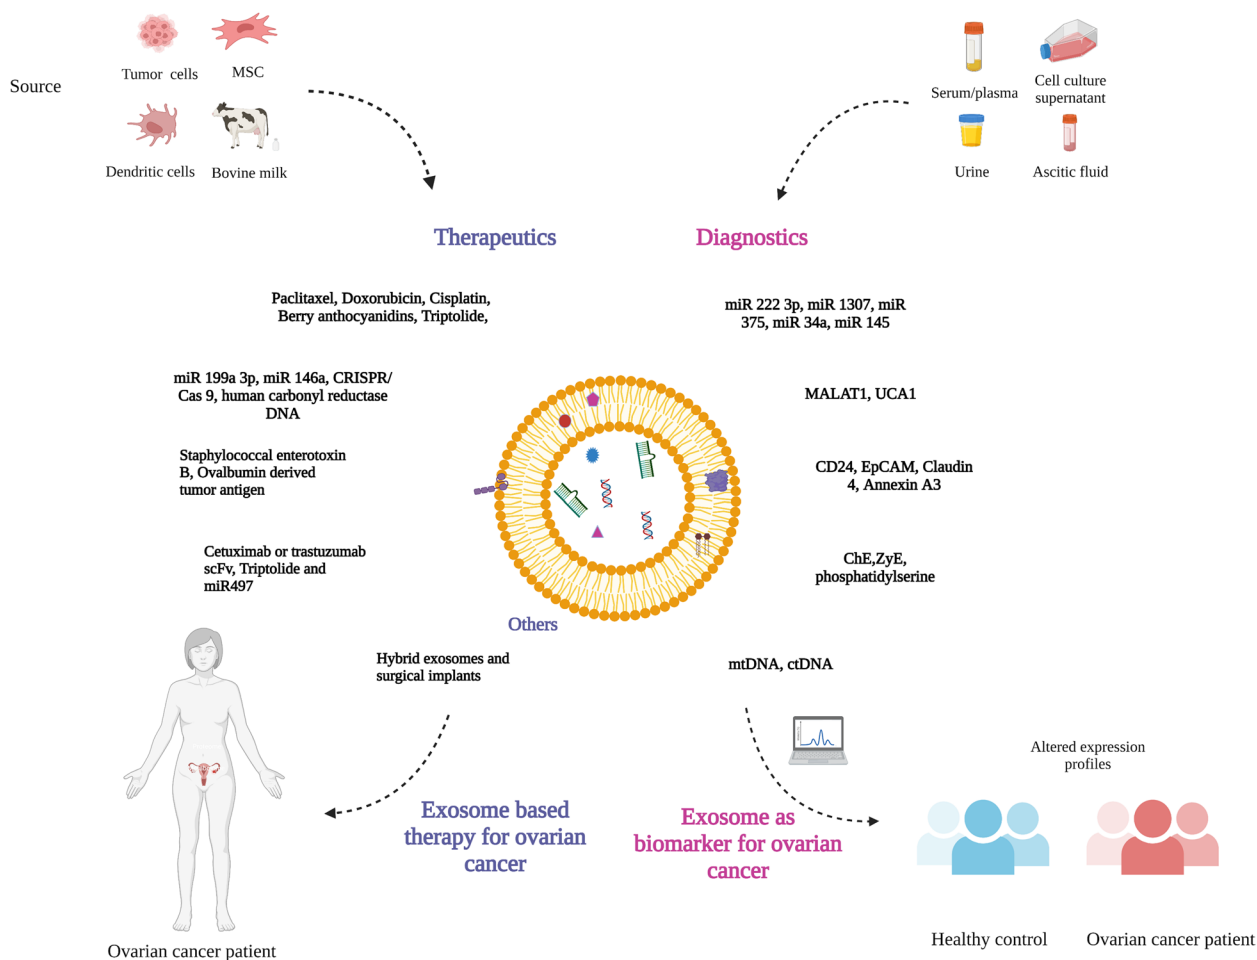 Source
Tumor cells
MSC
Dendritic cells
Bovine milk
Serum/plasma
Cell culture
supernatant
Urine
Ascitic fluid
Therapeutics
Diagnostics
Paclitaxel, Doxorubicin, Cisplatin,
Berry anthocyanidins, Triptolide,
miR 199a 3p, miR 146a, CRISPR/
Cas 9, human carbonyl reductase
DNA
Staphylococcal enterotoxin
B, Ovalbumin derived
tumor antigen
Cetuximab or trastuzumab
scFv, Triptolide and
miR497
Others
Hybrid exosomes and
surgical implants
miR 222 3p, miR 1307, miR
375, miR 34a, miR 145
MALAT1, UCA1
CD24, EpCAM, Claudin
4, Annexin A3
ChE,ZyE,
phosphatidylserine
mtDNA, ctDNA
Exosome based
therapy for ovarian
cancer
Exosome as
biomarker for ovarian
cancer
Altered expression
profiles
Ovarian cancer patient
Healthy control
Ovarian cancer patient